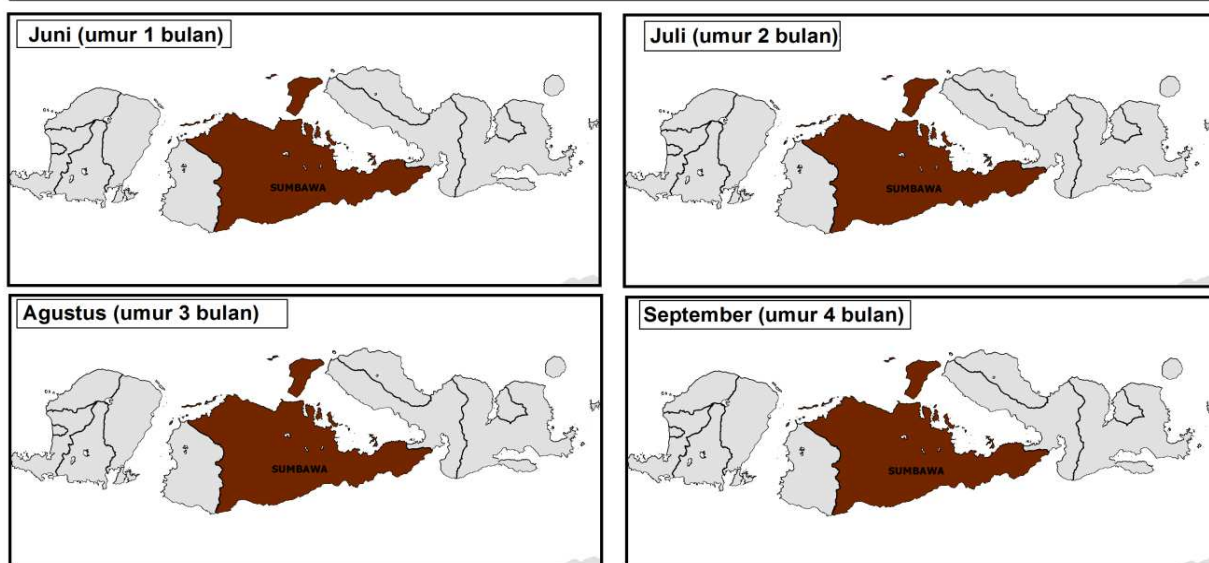 Juni (umur 1 bulan)
SUMBAWA
Juli (umur 2 bulan)
SUMBAWA
Agustus (umur 3 bulan)
SUMBAWA
September (umur 4 bulan)
SUMBAWA